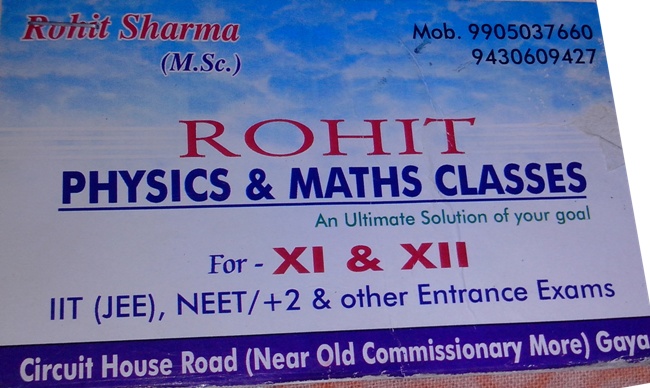 Rohit Sharma
(M.Sc.)
Mob. 9905037660
9430609427
ROHIT
PHYSICS & MATHS CLASSES
An Ultimate Solution of your goal
For - XI & XII
IIT (JEE), NEET/+2 & other Entrance Exams
Circuit House Road (Near Old Commissionary More) Gaya